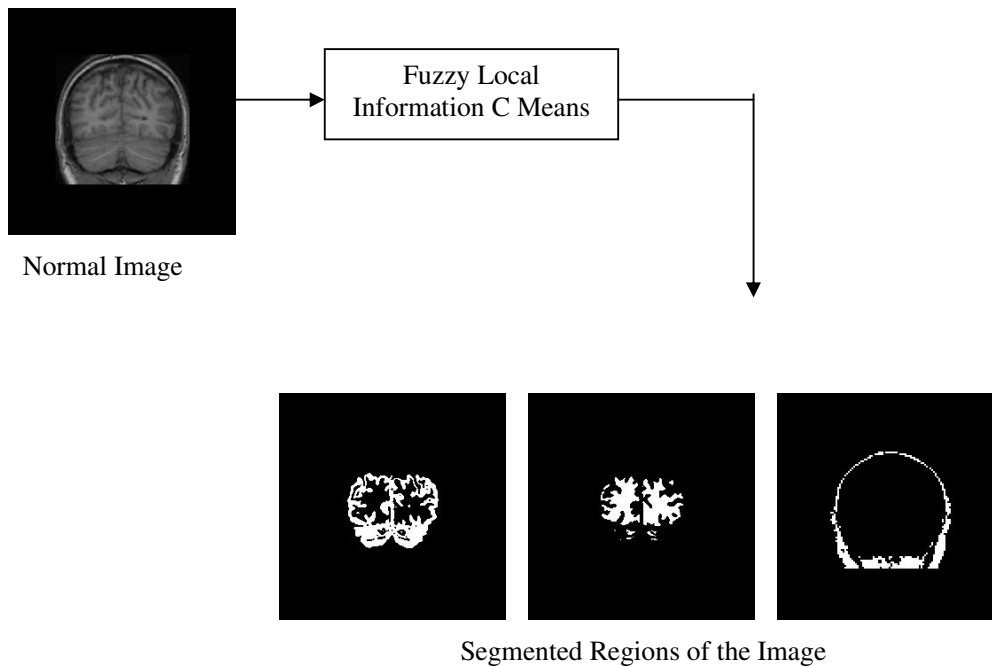 Fuzzy Local
Information C Means
Normal Image
Segmented Regions of the Image